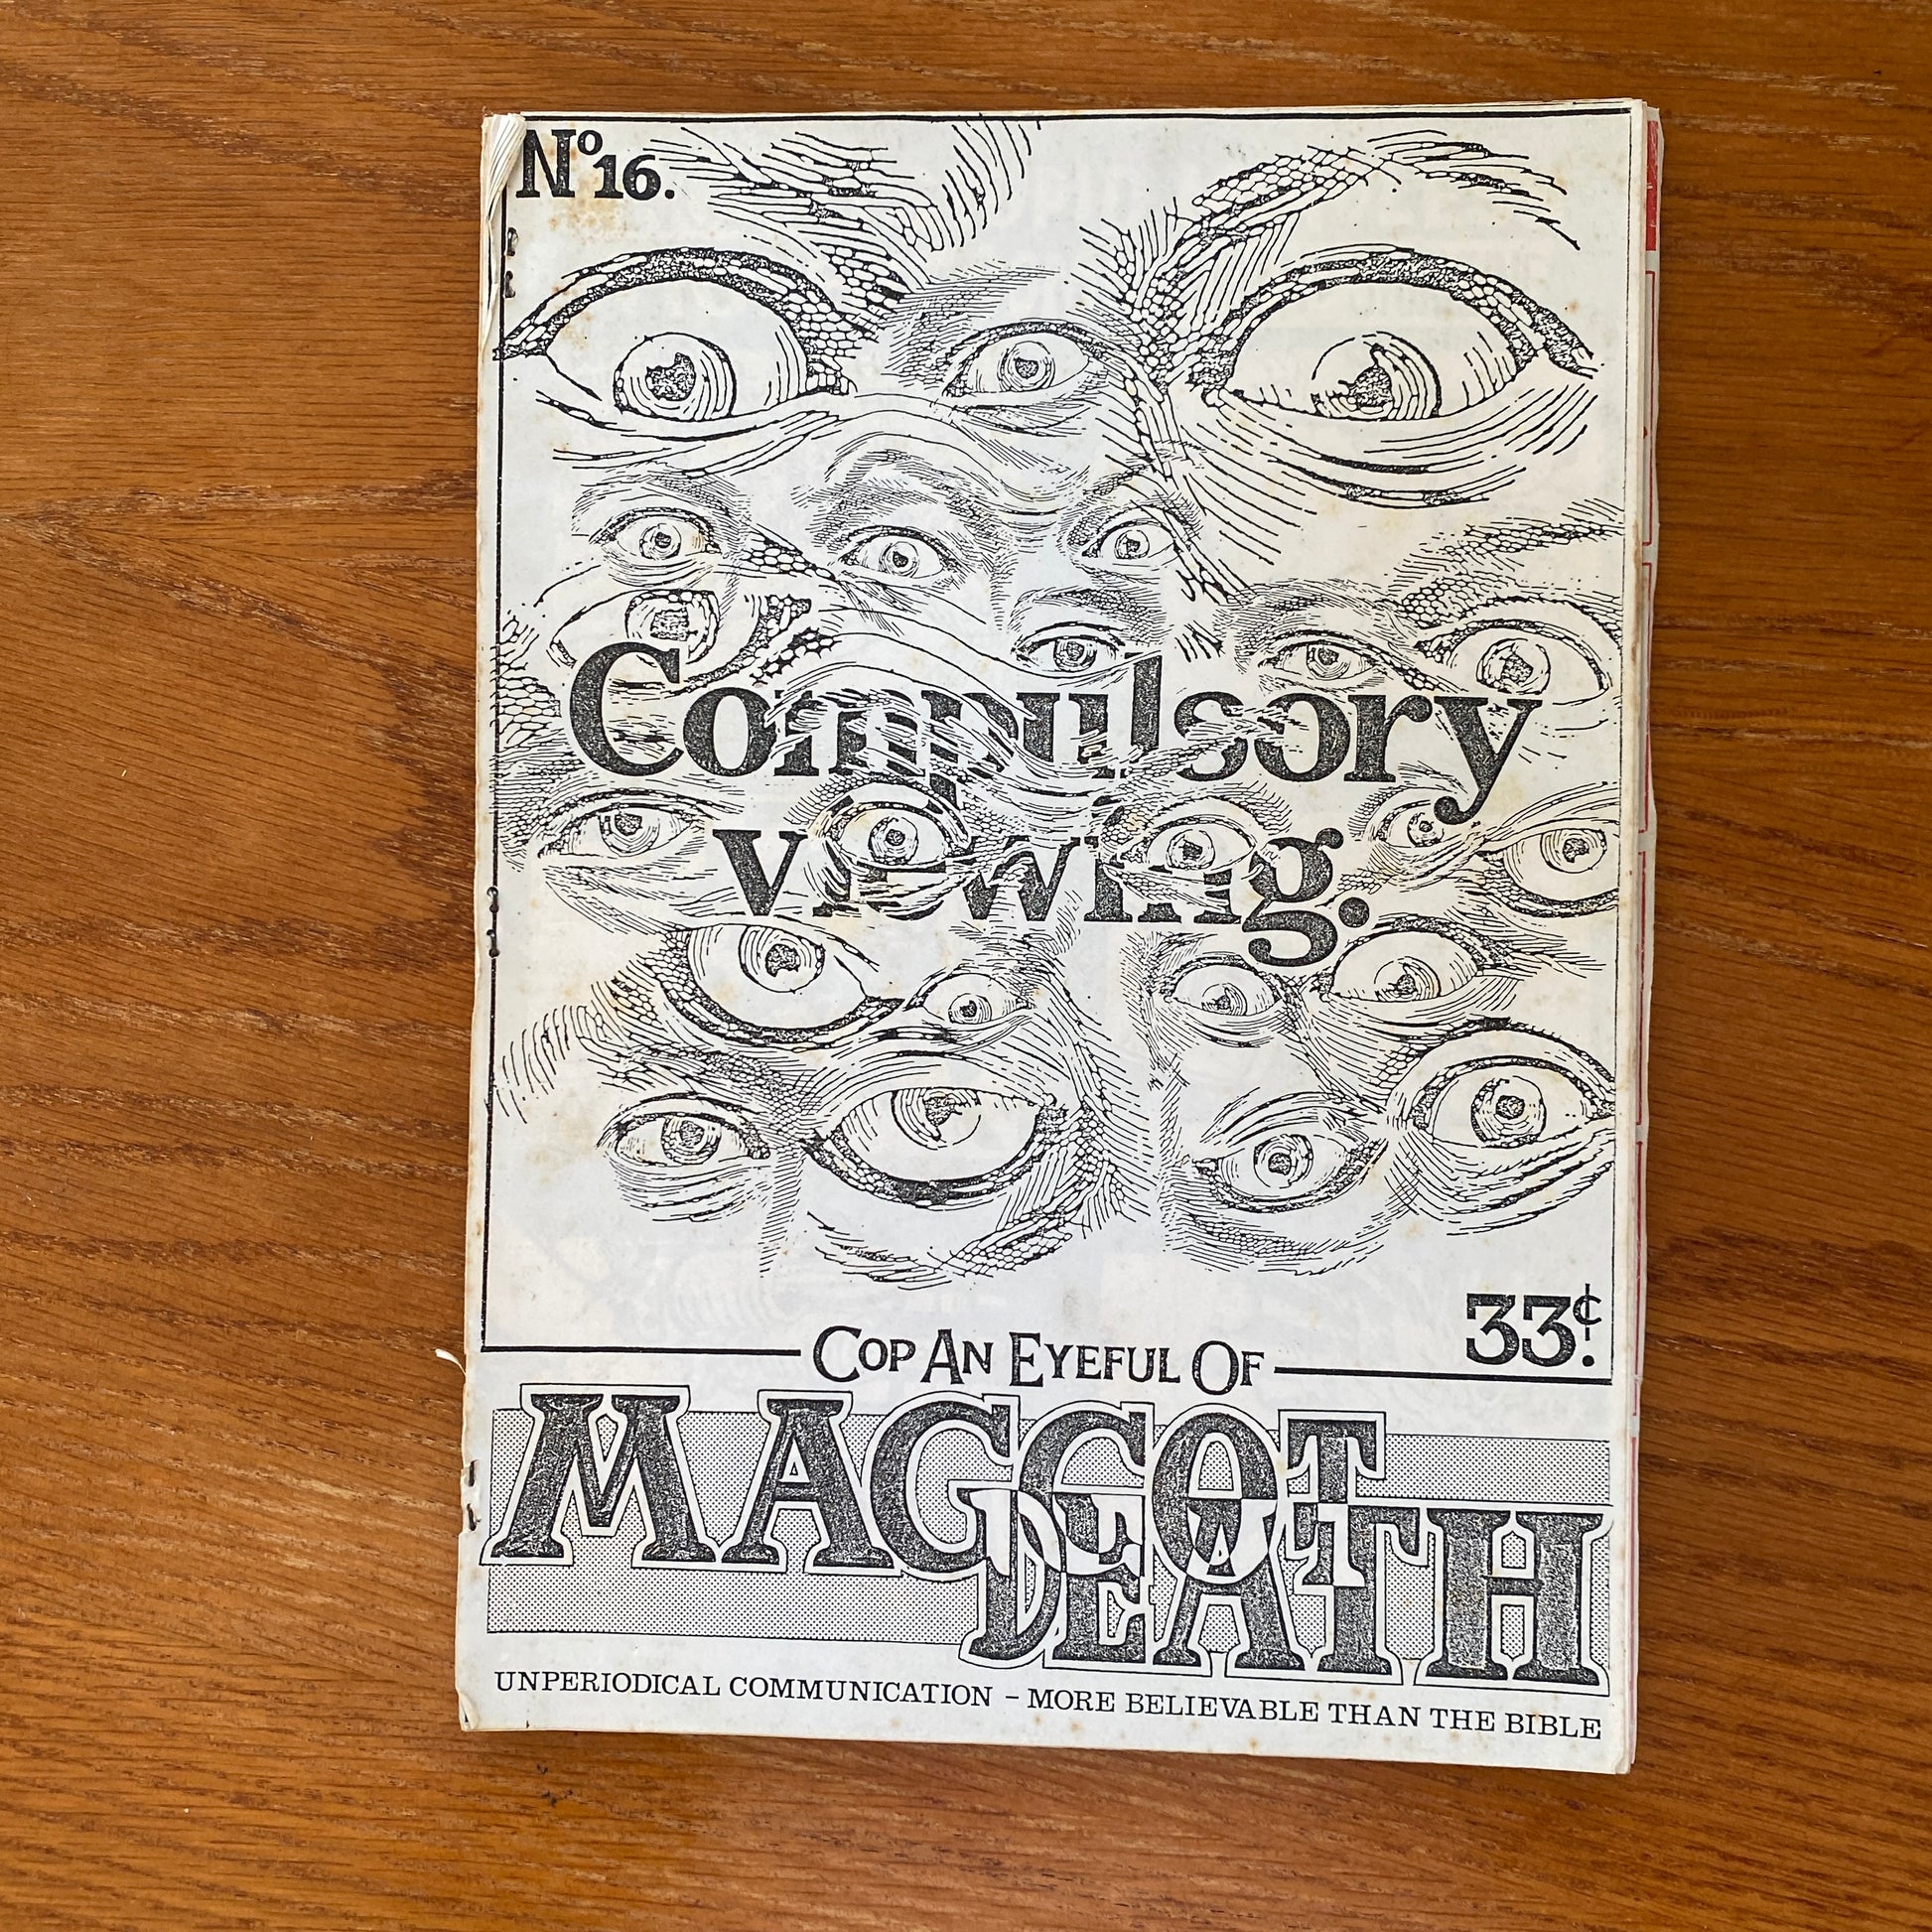 Nº16.
Compulsory
viewing.
33¢.
COP AN EYEFUL OF
MAGGOT
DEATH
UNPERIODICAL COMMUNICATION – MORE BELIEVABLE THAN THE BIBLE